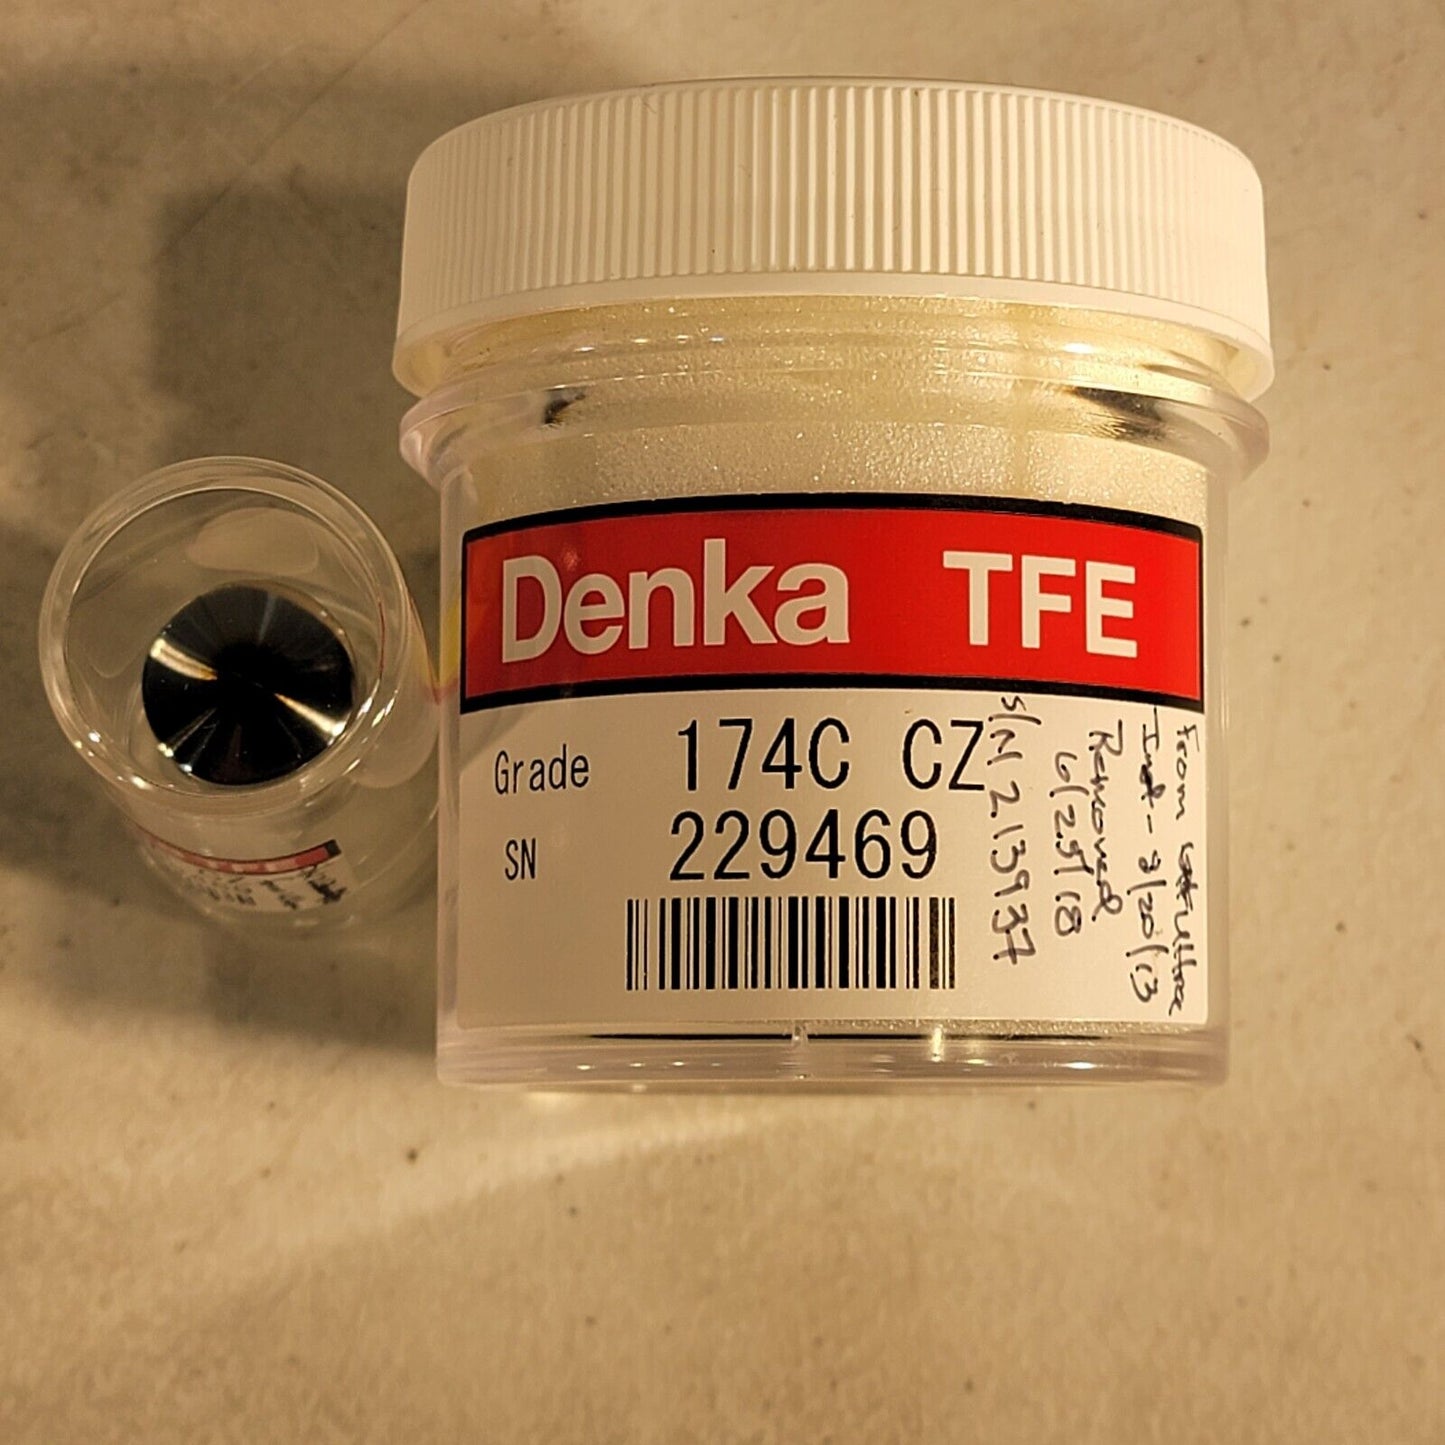 Denka TFE
Grade 174C CZ
SN 229469
From
Inst - 3/20/13
Removed
6/25/18
S/N 213937